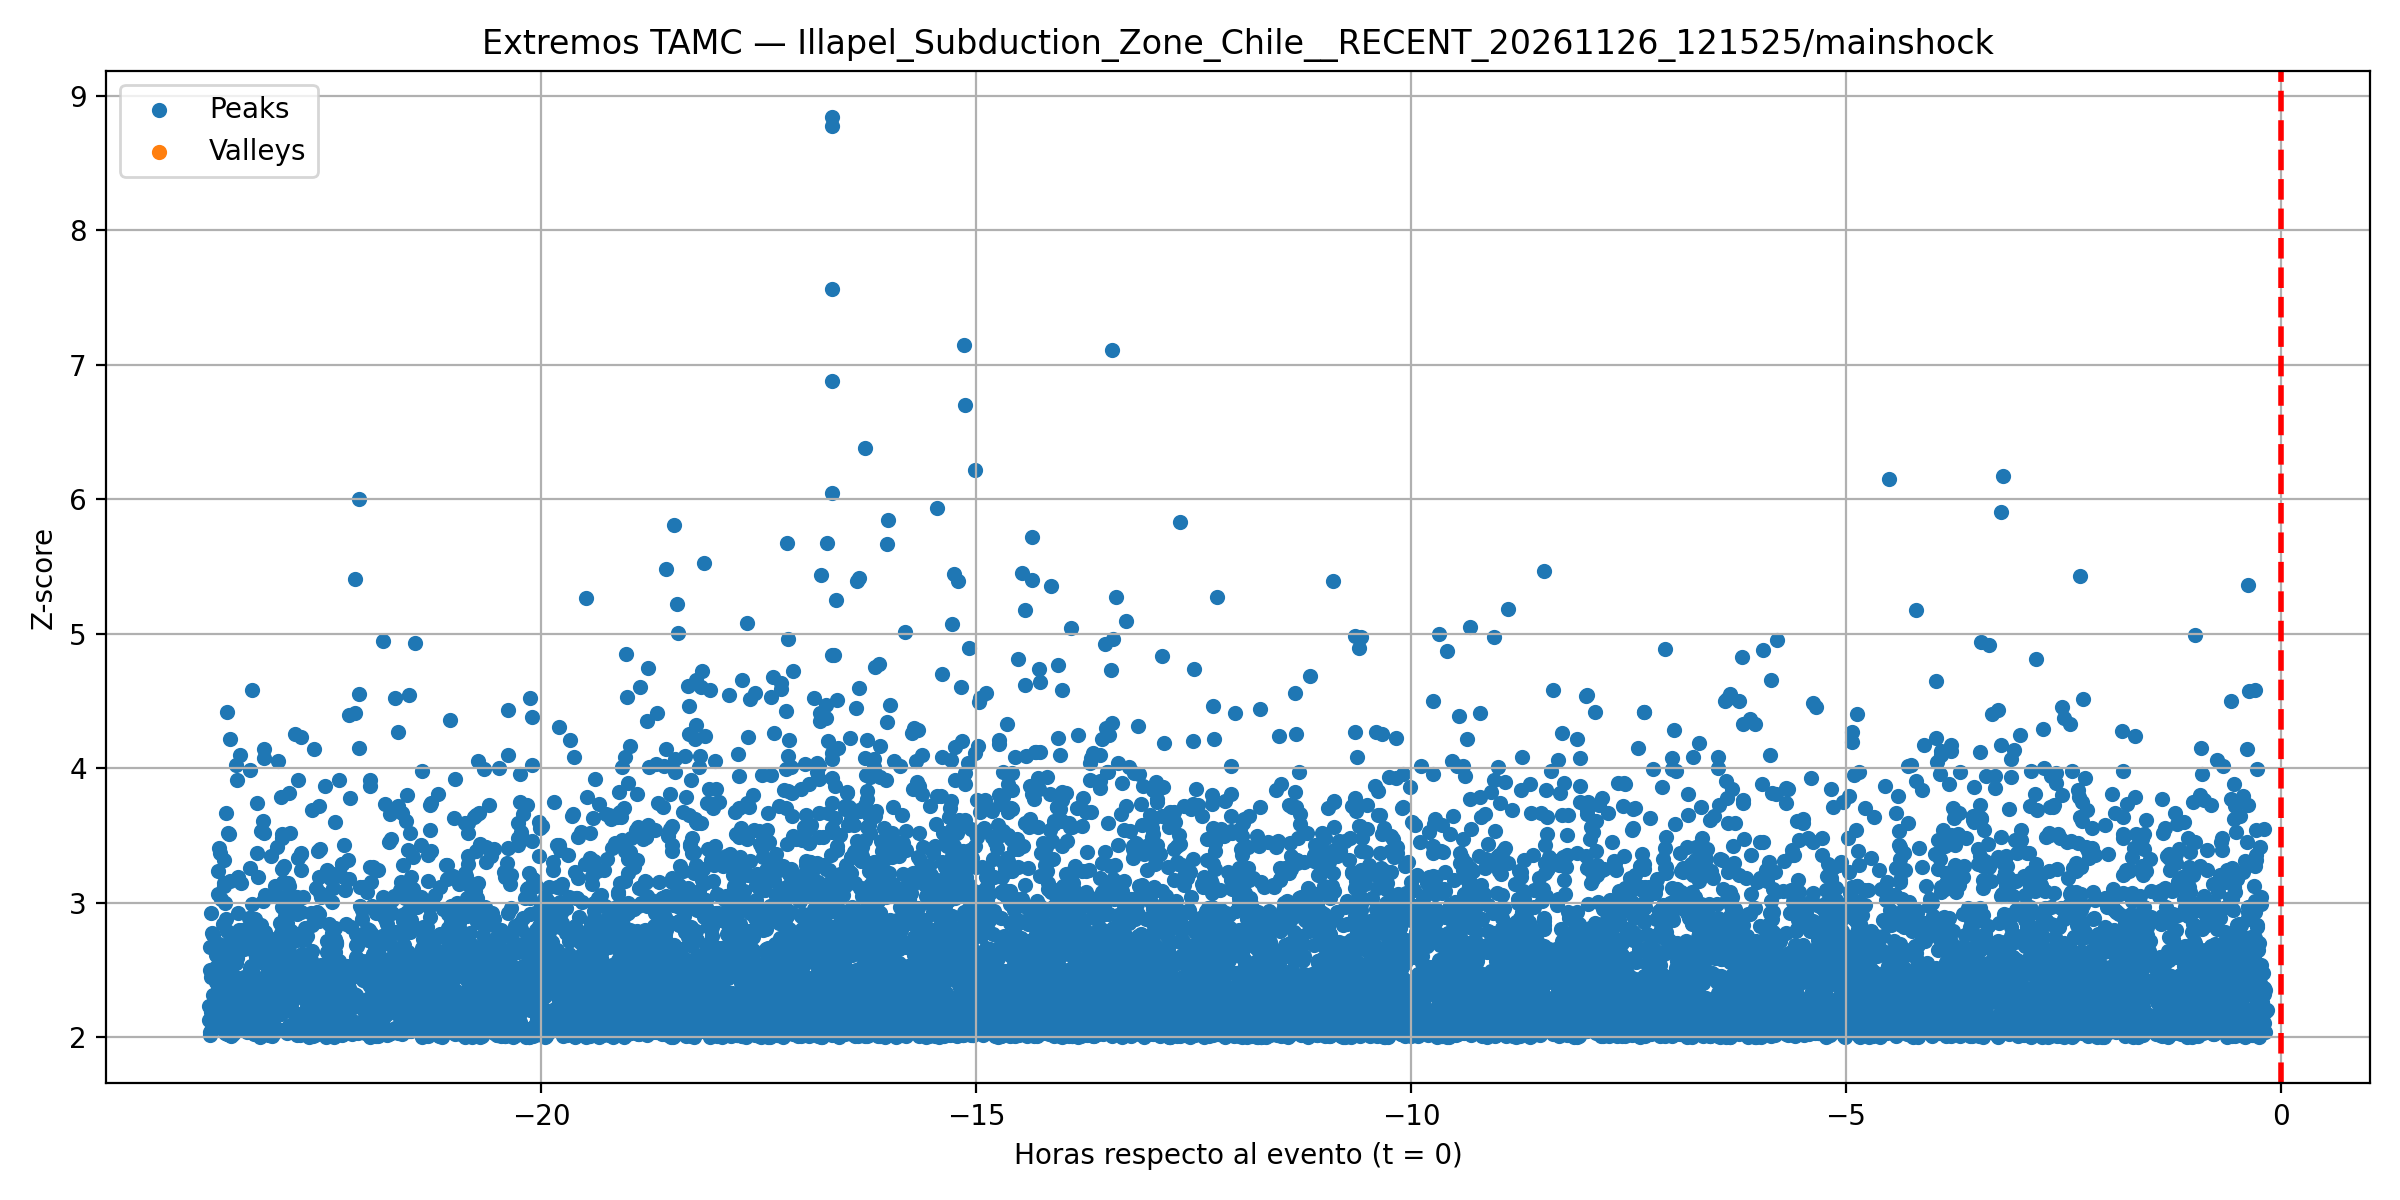 Extremos TAMC — Illapel_Subduction_Zone_Chile__RECENT_20261126_121525/mainshock
Peaks
Valleys
9
8
7
6
5
4
3
2
Z-score
−20
−15
−10
−5
0
Horas respecto al evento (t = 0)